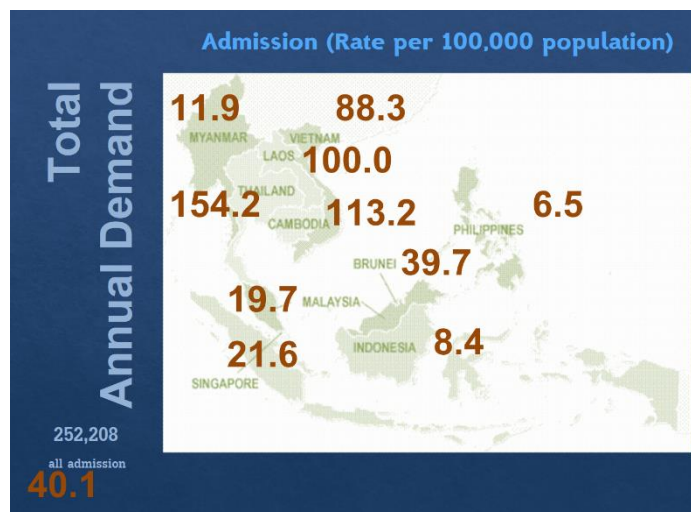 Admission (Rate per 100,000 population)
Total
Annual Demand
11.9
88.3
MYANMAR
VIETNAM
LAOS
100.0
THAILAND
154.2
113.2
6.5
CAMBODIA
PHILIPPINES
BRUNEI
39.7
19.7
MALAYSIA
21.6
INDONESIA
8.4
SINGAPORE
252,208
all admission
40.1